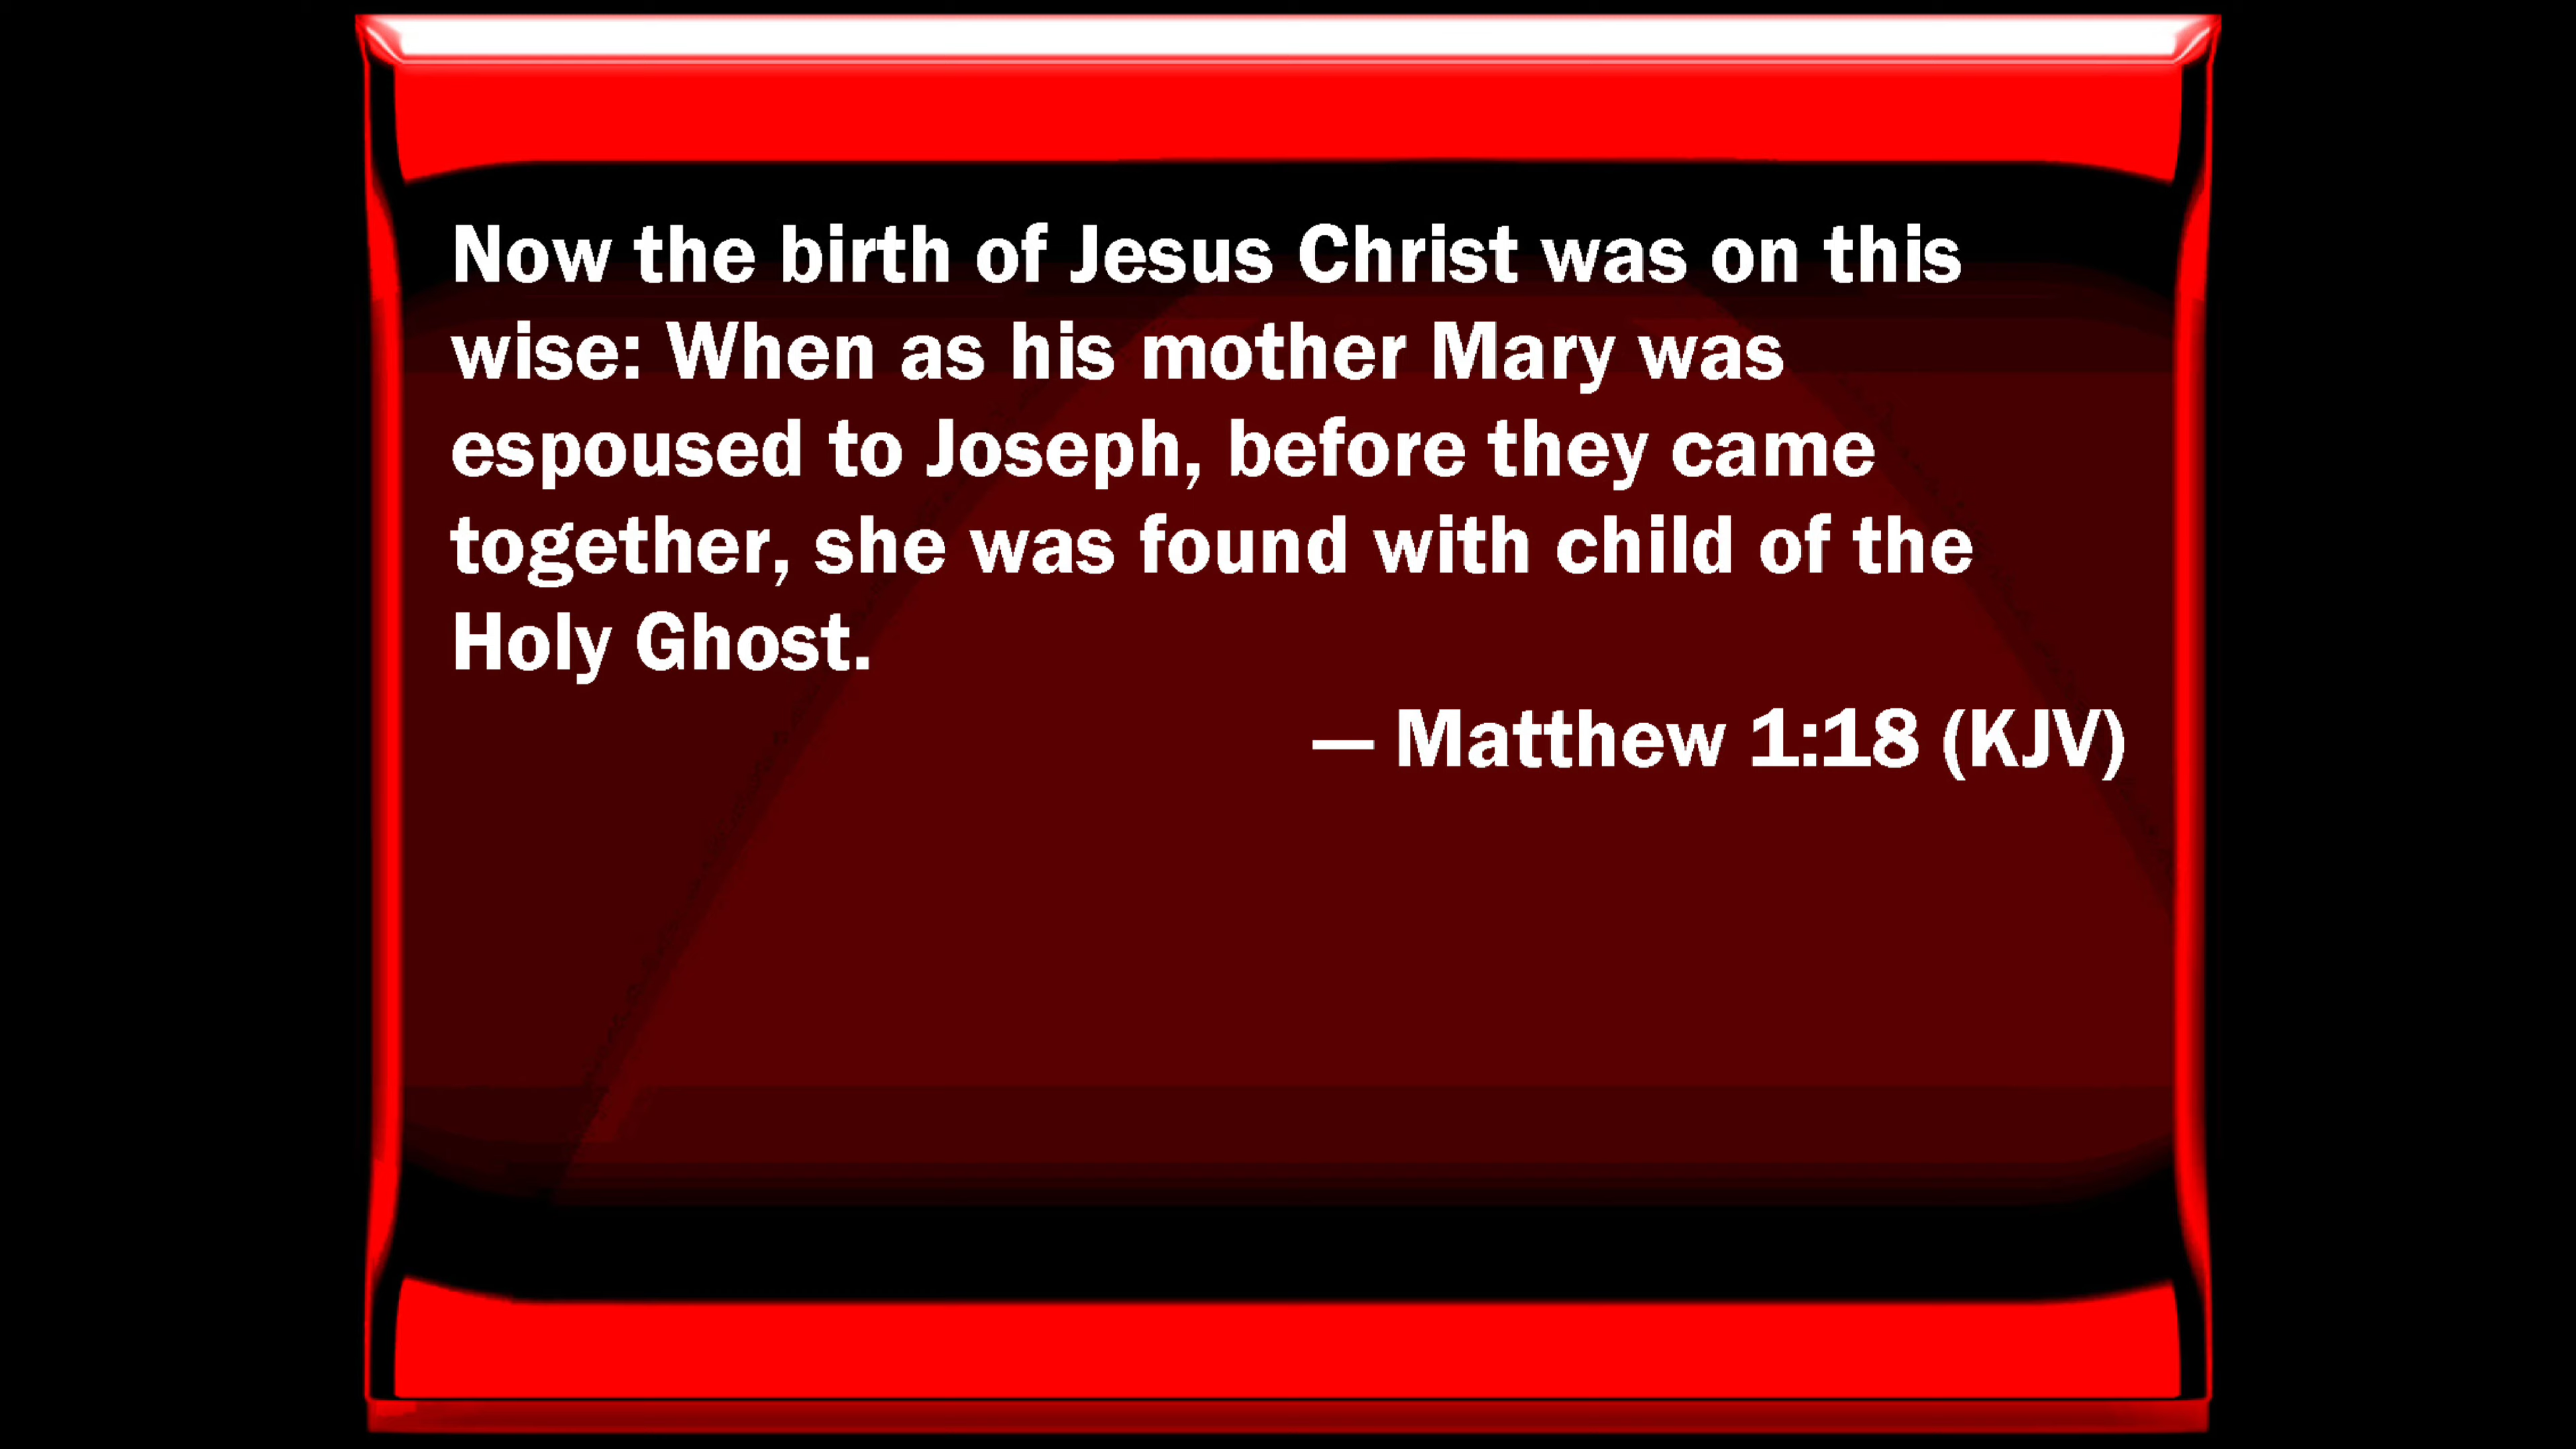 Now the birth of Jesus Christ was on this
wise: When as his mother Mary was
espoused to Joseph, before they came
together, she was found with child of the
Holy Ghost.
— Matthew 1:18 (KJV)